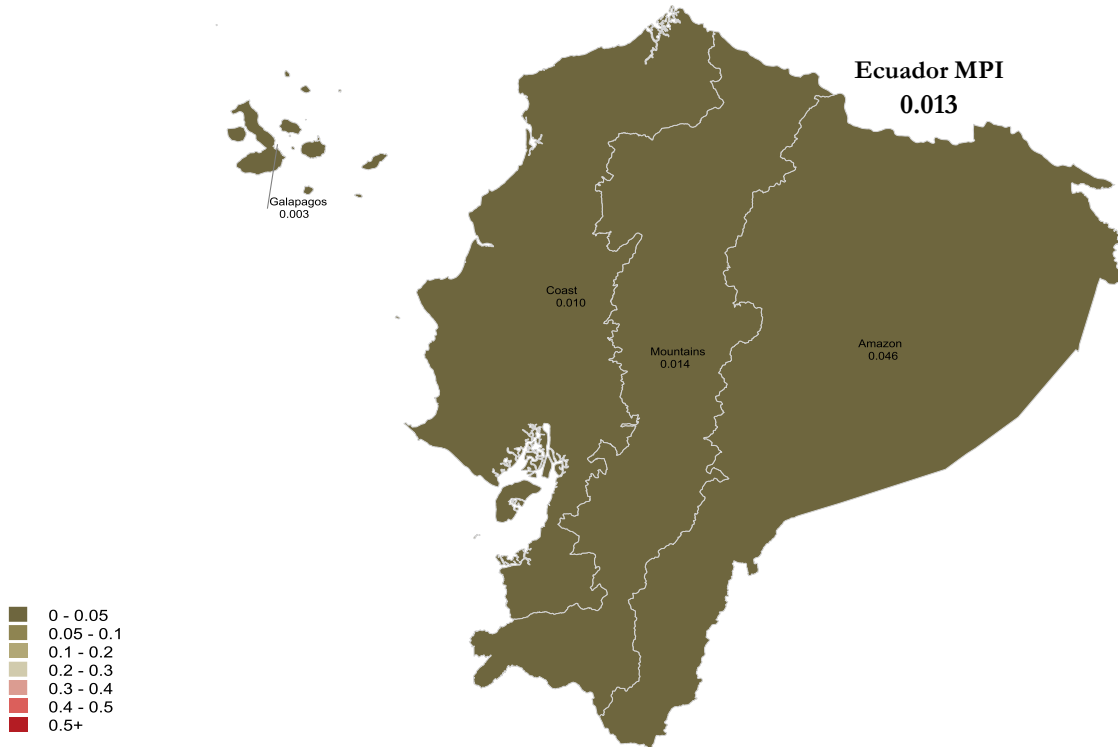 Ecuador MPI
0.013
Galapagos
0.003
Coast
0.010
Mountains
0.014
Amazon
0.046
0 - 0.05
0.05 - 0.1
0.1 - 0.2
0.2 - 0.3
0.3 - 0.4
0.4 - 0.5
0.5+